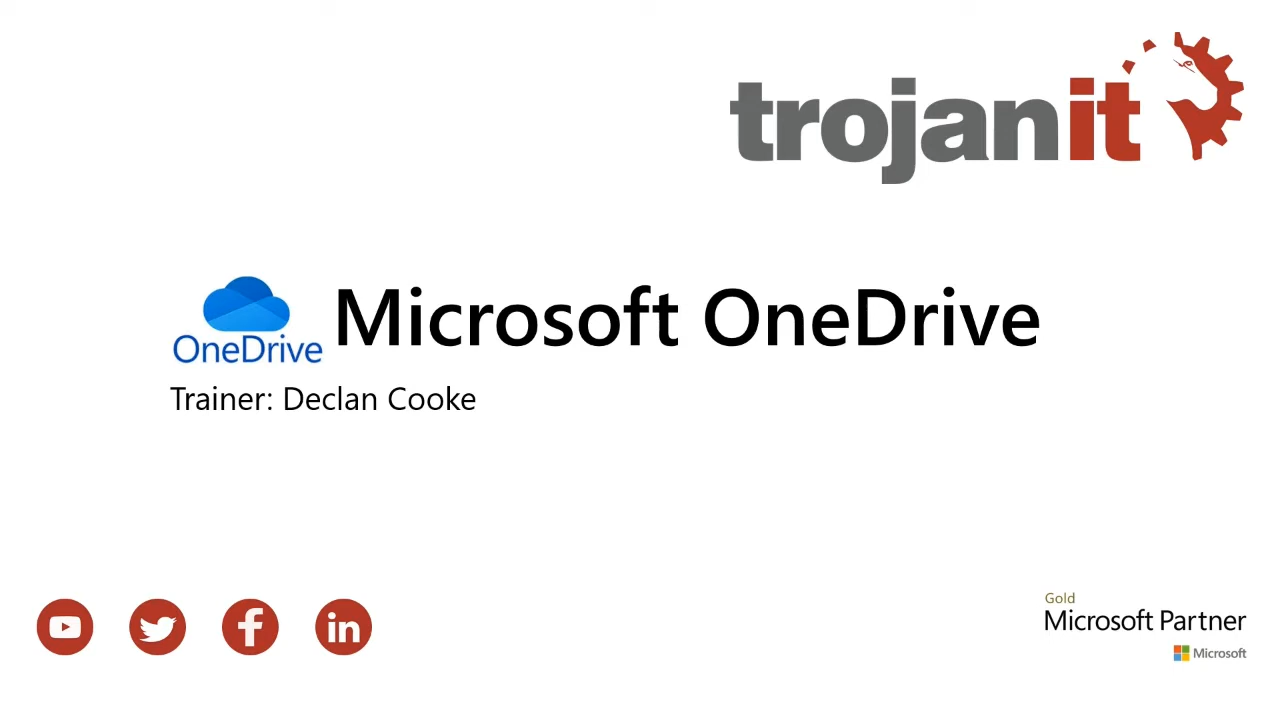 trojanit
OneDrive
Microsoft OneDrive
Trainer: Declan Cooke
Gold
Microsoft Partner
Microsoft